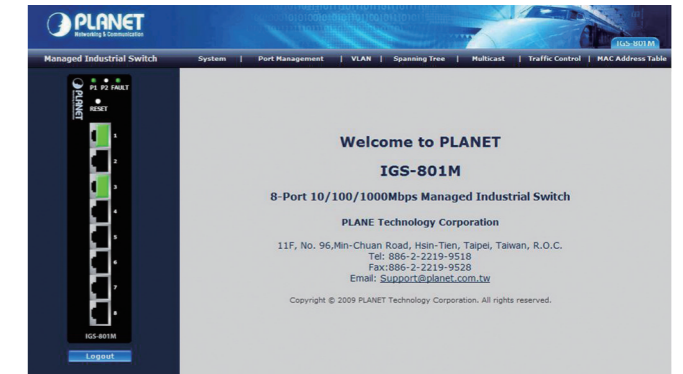 PLANET
Networking & Communication
IGS-801M
Managed Industrial Switch
System | Port Management | VLAN | Spanning Tree | Multicast | Traffic Control | MAC Address Table
P1 P2 FAULT
PLANET
RESET
1
2
3
4
5
6
7
8
IGS-801M
Logout
Welcome to PLANET
IGS-801M
8-Port 10/100/1000Mbps Managed Industrial Switch
PLANE Technology Corporation
11F, No. 96,Min-Chuan Road, Hsin-Tien, Taipei, Taiwan, R.O.C.
Tel: 886-2-2219-9518
Fax:886-2-2219-9528
Email: Support@planet.com.tw
Copyright © 2009 PLANET Technology Corporation. All rights reserved.